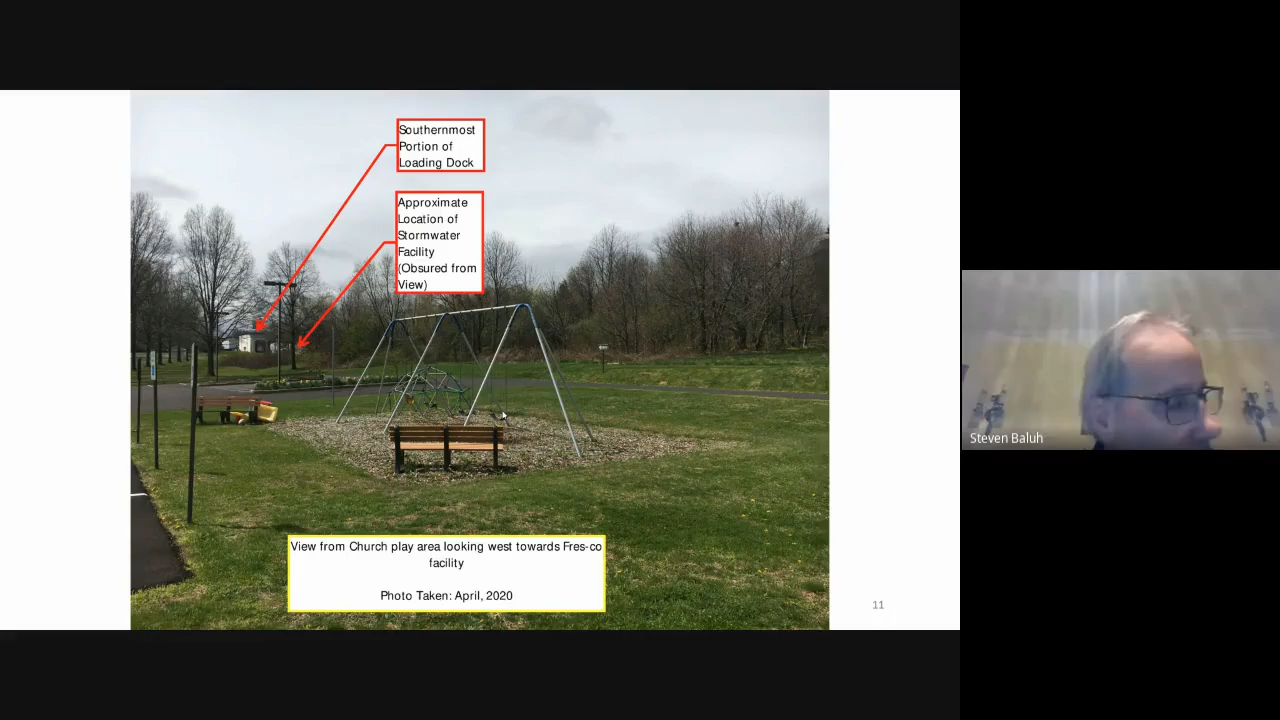 Southernmost
Portion of
Loading Dock
Approximate
Location of
Stormwater
Facility
(Obsured from
View)
View from Church play area looking west towards Fres-co
facility
Photo Taken: April, 2020
11
Steven Baluh